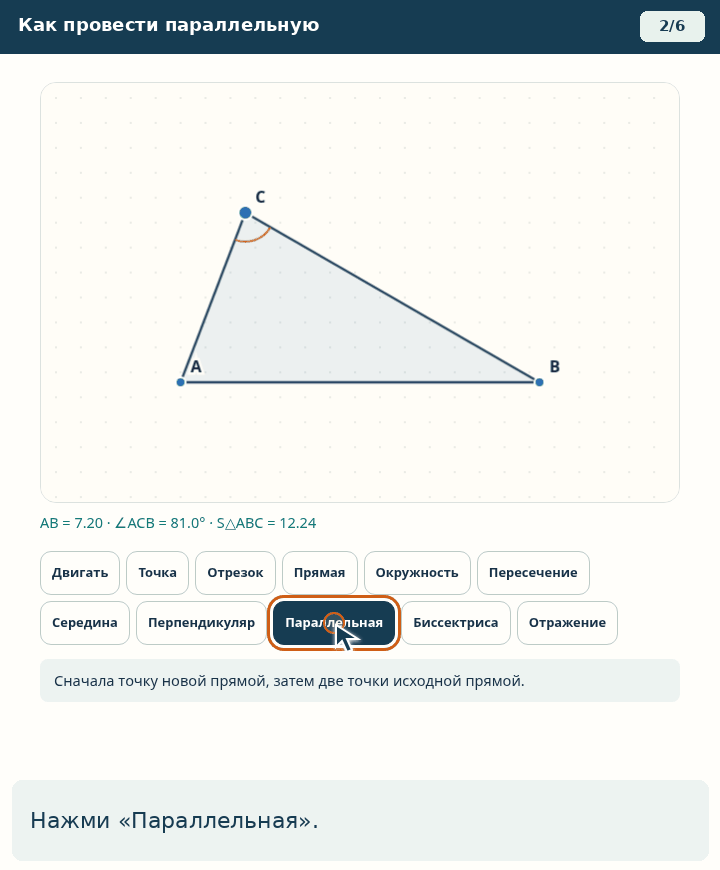 Как провести параллельную
2/6
C
A
B
AB = 7.20 · ∠ACB = 81.0° · S△ABC = 12.24
Двигать Точка Отрезок Прямая Окружность Пересечение
Середина Перпендикуляр Параллельная Биссектриса Отражение
Сначала точку новой прямой, затем две точки исходной прямой.
Нажми «Параллельная».